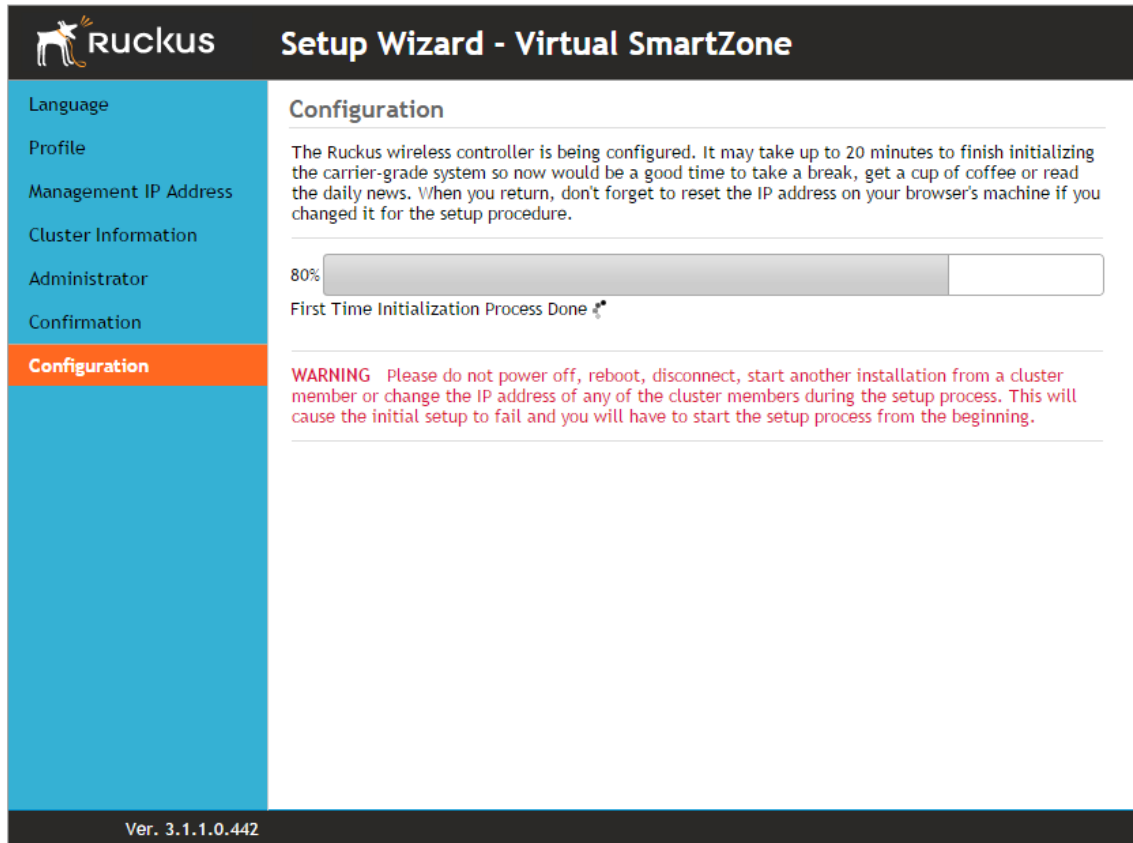 Ruckus
Setup Wizard - Virtual SmartZone
Language
Profile
Management IP Address
Cluster Information
Administrator
Confirmation
Configuration
Configuration
The Ruckus wireless controller is being configured. It may take up to 20 minutes to finish initializing
the carrier-grade system so now would be a good time to take a break, get a cup of coffee or read
the daily news. When you return, don't forget to reset the IP address on your browser's machine if you
changed it for the setup procedure.
80%
First Time Initialization Process Done
WARNING Please do not power off, reboot, disconnect, start another installation from a cluster
member or change the IP address of any of the cluster members during the setup process. This will
cause the initial setup to fail and you will have to start the setup process from the beginning.
Ver. 3.1.1.0.442